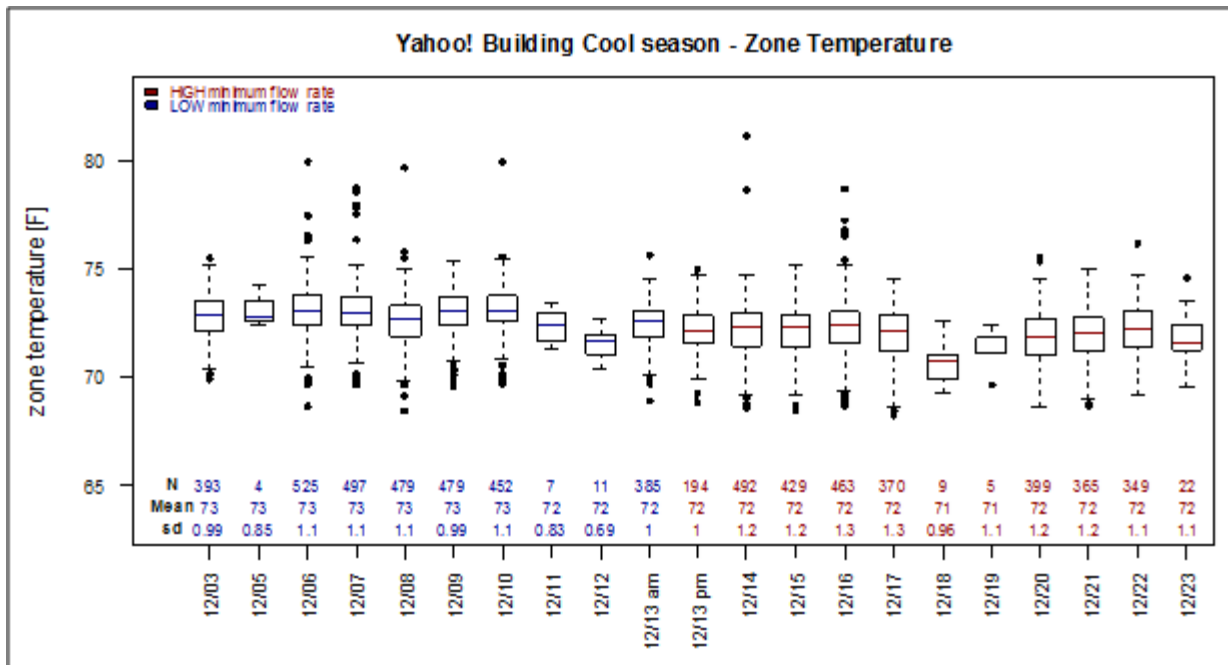 Yahoo! Building Cool season - Zone Temperature
HIGH minimum flow rate
LOW minimum flow rate
zone temperature [F]
80
75
70
65
N 393 4 525 497 479 479 452 7 11 385 194 492 429 463 370 9 5 399 365 349 22
Mean 73 73 73 73 73 73 73 72 72 72 72 72 72 72 72 71 71 72 72 72 72
sd 0.99 0.85 1.1 1.1 1.1 0.99 1.1 0.83 0.69 1 1 1.2 1.2 1.3 1.3 0.96 1.1 1.2 1.2 1.1 1.1
12/03 12/05 12/06 12/07 12/08 12/09 12/10 12/11 12/12 12/13 am 12/13 pm 12/14 12/15 12/16 12/17 12/18 12/19 12/20 12/21 12/22 12/23